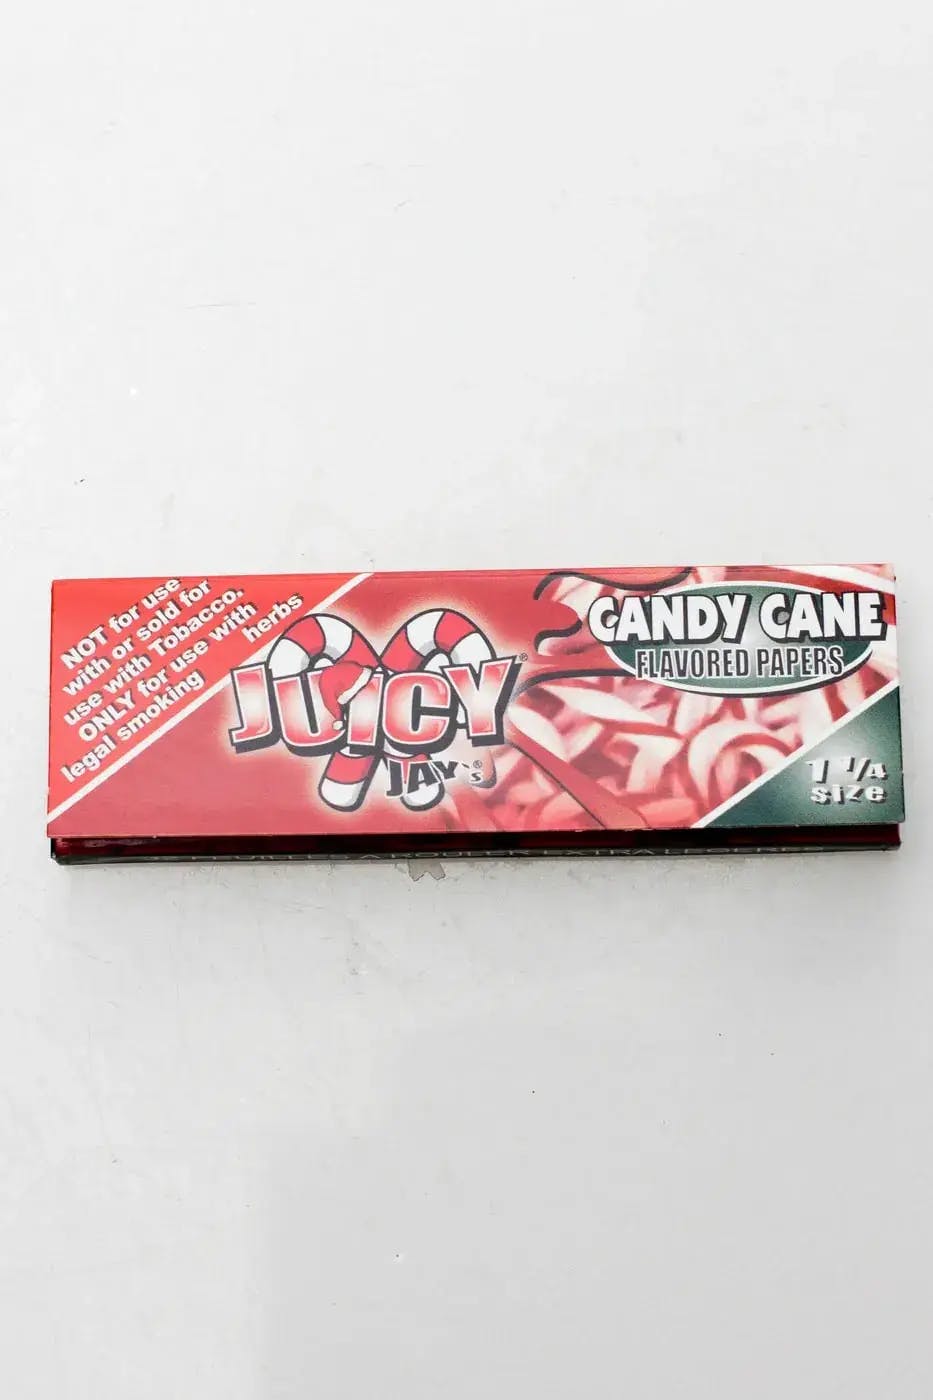 NOT for use
with or sold for
use with Tobacco.
ONLY for use with
legal smoking herbs
JUICY®
JAY's®
CANDY CANE
FLAVORED PAPERS
1 1/4
size